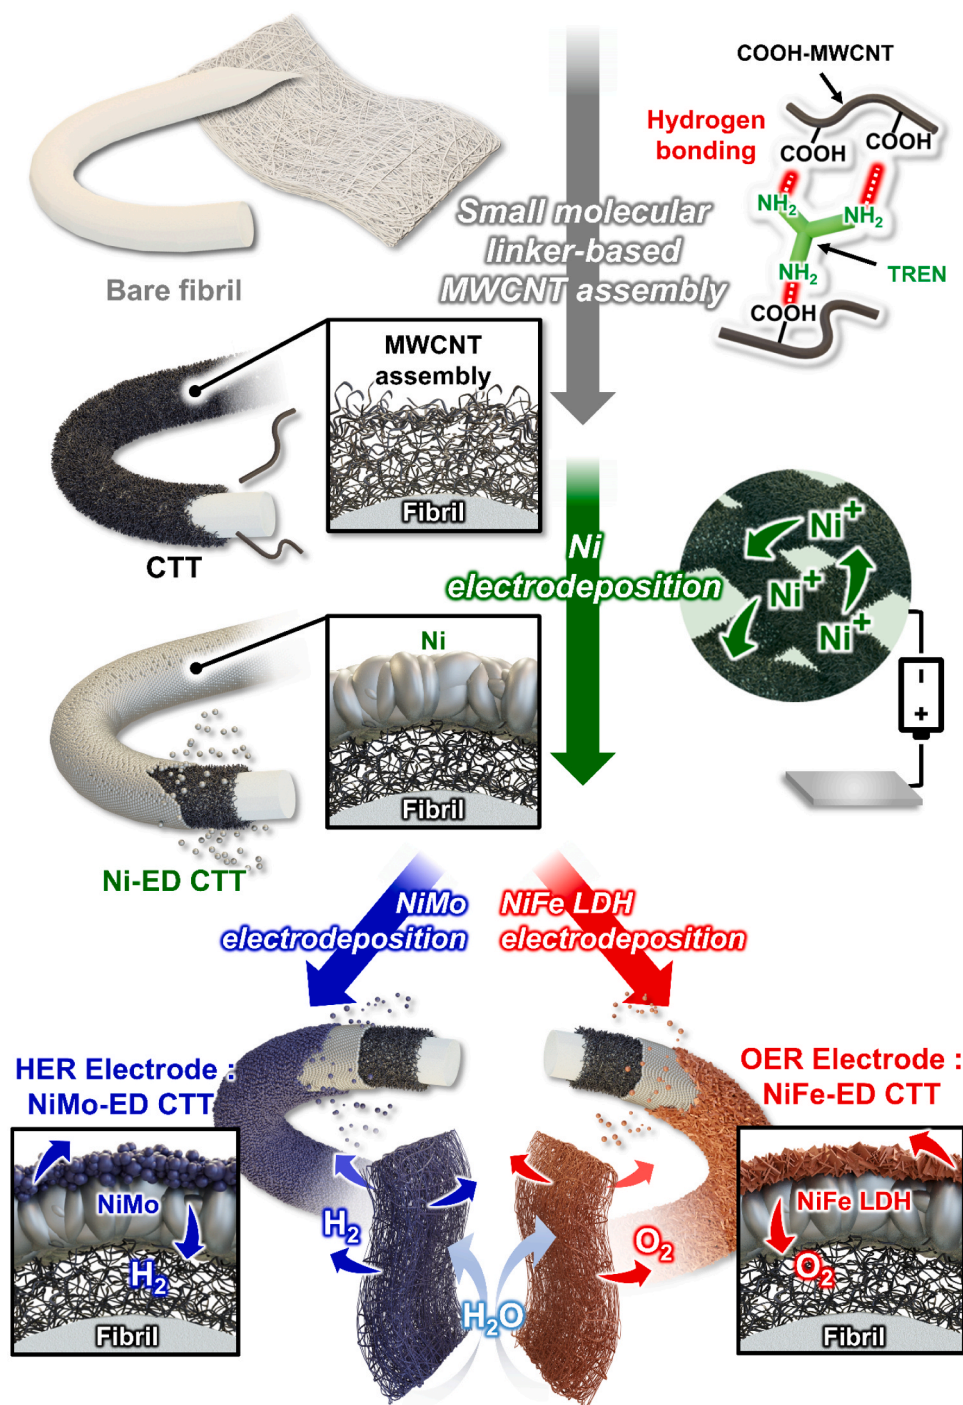 COOH-MWCNT
Hydrogen
bonding
COOH
COOH
NH2
NH2
NH2
TREN
COOH
Small molecular
linker-based
MWCNT assembly
Bare fibril
MWCNT
assembly
Fibril
CTT
Ni
electrodeposition
Ni+
Ni+
Ni+
-
+
Ni
Fibril
Ni-ED CTT
NiMo
electrodeposition
NiFe LDH
electrodeposition
HER Electrode :
NiMo-ED CTT
OER Electrode :
NiFe-ED CTT
NiMo
H2
Fibril
H2
O2
H2O
NiFe LDH
O2
Fibril